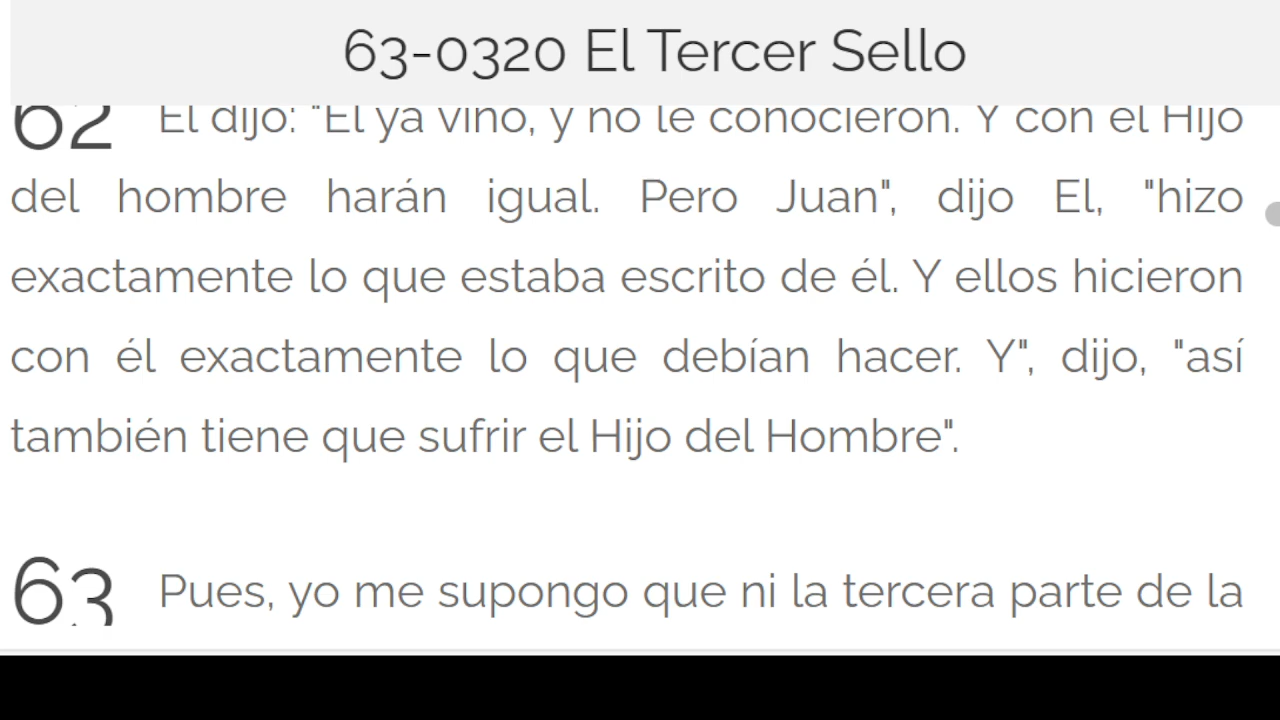 63-0320 El Tercer Sello
62 El dijo: "El ya vino, y no le conocieron. Y con el Hijo
del hombre harán igual. Pero Juan", dijo El, "hizo
exactamente lo que estaba escrito de él. Y ellos hicieron
con él exactamente lo que debían hacer. Y", dijo, "así
también tiene que sufrir el Hijo del Hombre".
63 Pues, yo me supongo que ni la tercera parte de la